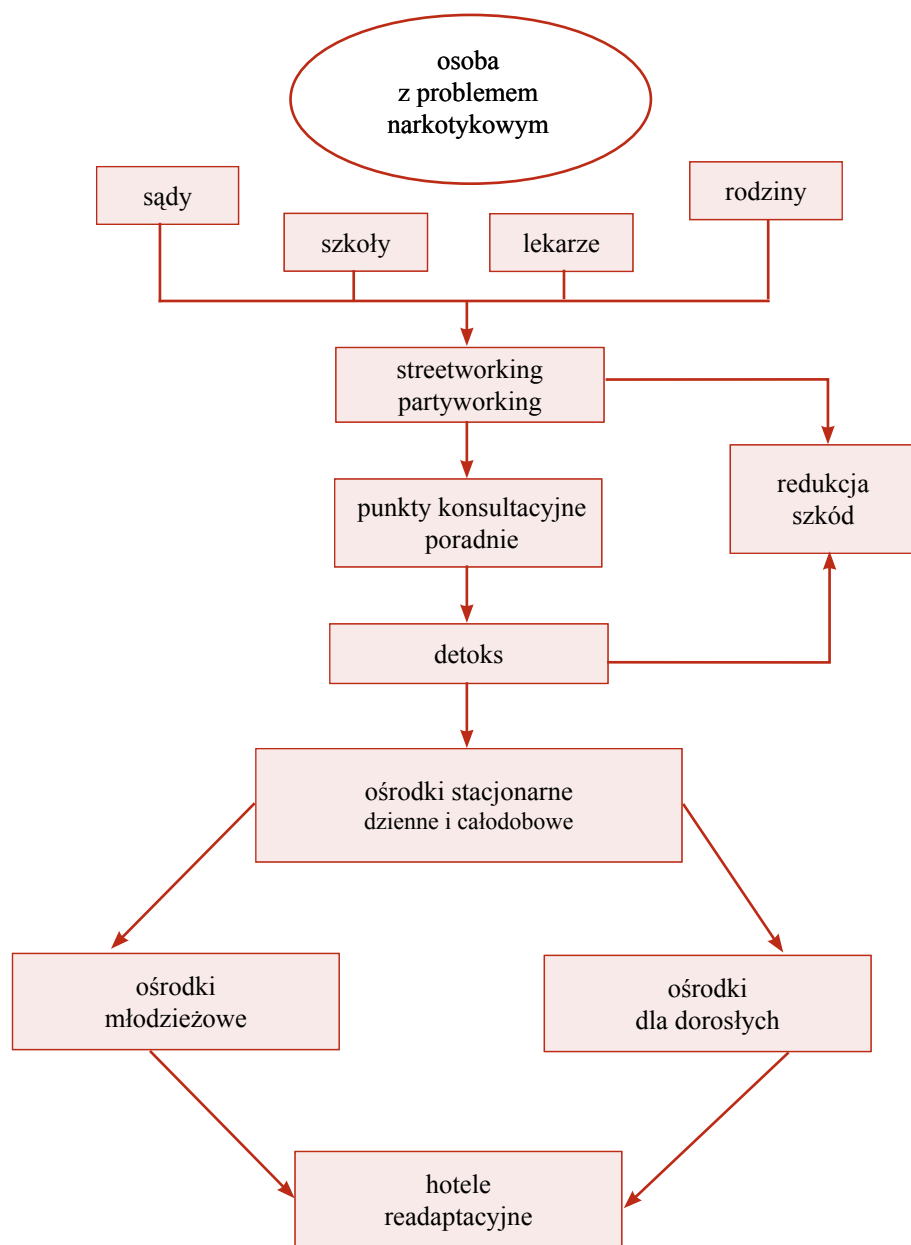 osoba
z problemem
narkotykowym
sądy
szkoły
lekarze
rodziny
streetworking
partyworking
redukcja
szkód
punkty konsultacyjne
poradnie
detoks
ośrodki stacjonarne
dzienne i całodobowe
ośrodki
młodzieżowe
ośrodki
dla dorosłych
hotele
readaptacyjne